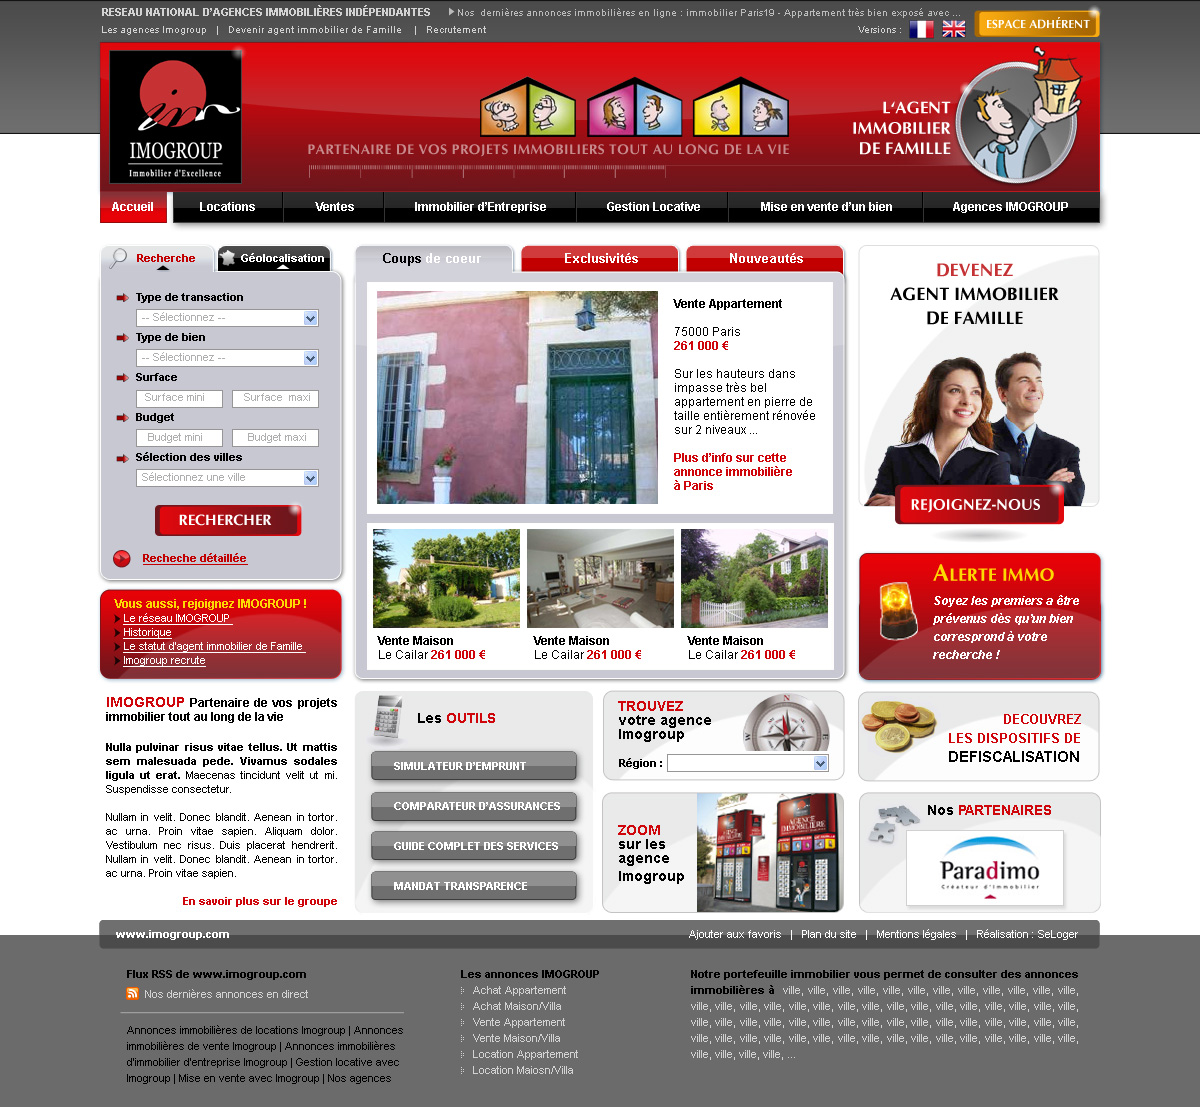 RESEAU NATIONAL D'AGENCES IMMOBILIÈRES INDÉPENDANTES
Nos dernières annonces immobilières en ligne : immobilier Paris19 - Appartement très bien exposé avec ...
ESPACE ADHÉRENT
Les agences Imogroup | Devenir agent immobilier de Famille | Recrutement
Versions :
im
IMOGROUP
Immobilier d'Excellence
PARTENAIRE DE VOS PROJETS IMMOBILIERS TOUT AU LONG DE LA VIE
L'AGENT
IMMOBILIER
DE FAMILLE
Accueil
Locations
Ventes
Immobilier d'Entreprise
Gestion Locative
Mise en vente d'un bien
Agences IMOGROUP
Recherche
Géolocalisation
Type de transaction
-- Sélectionnez --
Type de bien
-- Sélectionnez --
Surface
Surface mini
Surface maxi
Budget
Budget mini
Budget maxi
Sélection des villes
Sélectionnez une ville
RECHERCHER
Recheche détaillée
Vous aussi, rejoignez IMOGROUP !
Le réseau IMOGROUP
Historique
Le statut d'agent immobilier de Famille
Imogroup recrute
Coups de coeur
Exclusivités
Nouveautés
Vente Appartement
75000 Paris
261 000 €
Sur les hauteurs dans
impasse très bel
appartement en pierre de
taille entièrement rénovée
sur 2 niveaux ...
Plus d'info sur cette
annonce immobilière
à Paris
Vente Maison
Le Cailar 261 000 €
Vente Maison
Le Cailar 261 000 €
Vente Maison
Le Cailar 261 000 €
DEVENEZ
AGENT IMMOBILIER
DE FAMILLE
REJOIGNEZ-NOUS
ALERTE IMMO
Soyez les premiers a être
prévenus dès qu'un bien
correspond à votre
recherche !
IMOGROUP Partenaire de vos projets
immobilier tout au long de la vie
Nulla pulvinar risus vitae tellus. Ut mattis
sem malesuada pede. Vivamus sodales
ligula ut erat. Maecenas tincidunt velit ut mi.
Suspendisse consectetur.
Nullam in velit. Donec blandit. Aenean in tortor.
ac urna. Proin vitae sapien. Aliquam dolor.
Vestibulum nec risus. Duis placerat hendrerit.
Nullam in velit. Donec blandit. Aenean in tortor.
ac urna. Proin vitae sapien.
En savoir plus sur le groupe
Les OUTILS
SIMULATEUR D'EMPRUNT
COMPARATEUR D'ASSURANCES
GUIDE COMPLET DES SERVICES
MANDAT TRANSPARENCE
TROUVEZ
votre agence
Imogroup
N
Région :
ZOOM
sur les
agence
Imogroup
AGENCE
IMMOBILIÈRE
DECOUVREZ
LES DISPOSITIFS DE
DEFISCALISATION
Nos PARTENAIRES
Paradimo
Créateur d'immobilier
www.imogroup.com
Ajouter aux favoris | Plan du site | Mentions légales | Réalisation : SeLoger
Flux RSS de www.imogroup.com
Nos dernières annonces en direct
Annonces immobilières de locations Imogroup | Annonces
immobilières de vente Imogroup | Annonces immobilières
d'immobilier d'entreprise Imogroup | Gestion locative avec
Imogroup | Mise en vente avec Imogroup | Nos agences
Les annonces IMOGROUP
Achat Appartement
Achat Maison/Villa
Vente Appartement
Vente Maison/Villa
Location Appartement
Location Maiosn/Villa
Notre portefeuille immobilier vous permet de consulter des annonces
immobilières à ville, ville, ville, ville, ville, ville, ville, ville, ville, ville, ville, ville,
ville, ville, ville, ville, ville, ville, ville, ville, ville, ville, ville, ville, ville, ville, ville, ville,
ville, ville, ville, ville, ville, ville, ville, ville, ville, ville, ville, ville, ville, ville, ville, ville,
ville, ville, ville, ville, ville, ville, ville, ville, ville, ville, ville, ville, ville, ville, ville, ville,
ville, ville, ville, ville, ...